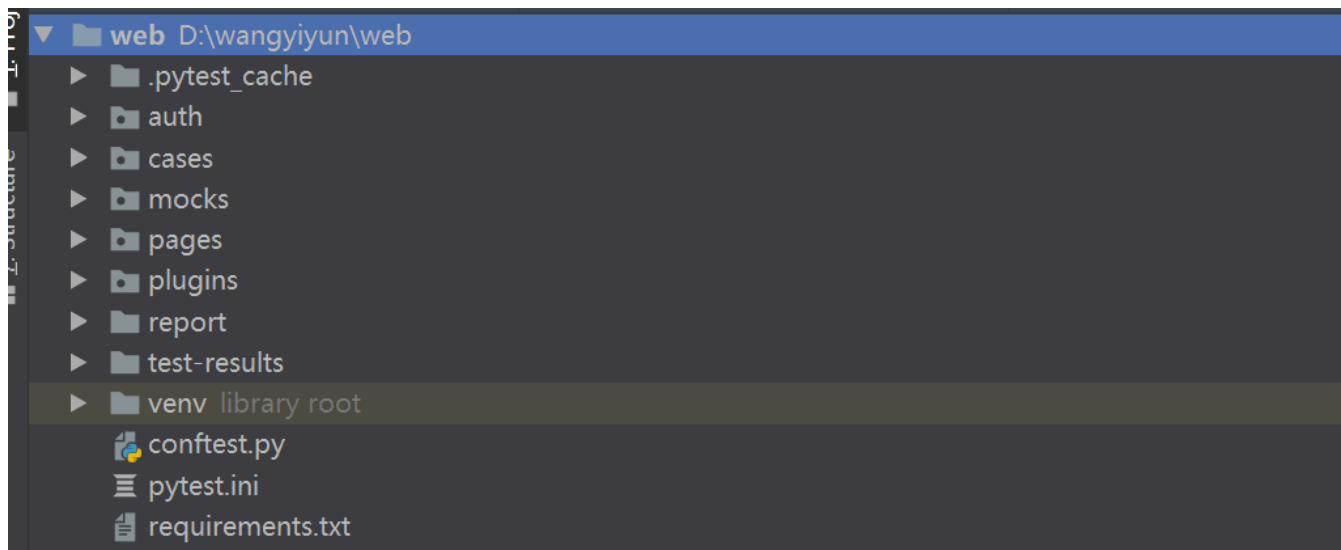 web D:\wangyiyun\web
.pytest_cache
auth
cases
mocks
pages
plugins
report
test-results
venv library root
conftest.py
pytest.ini
requirements.txt
Z: Structure